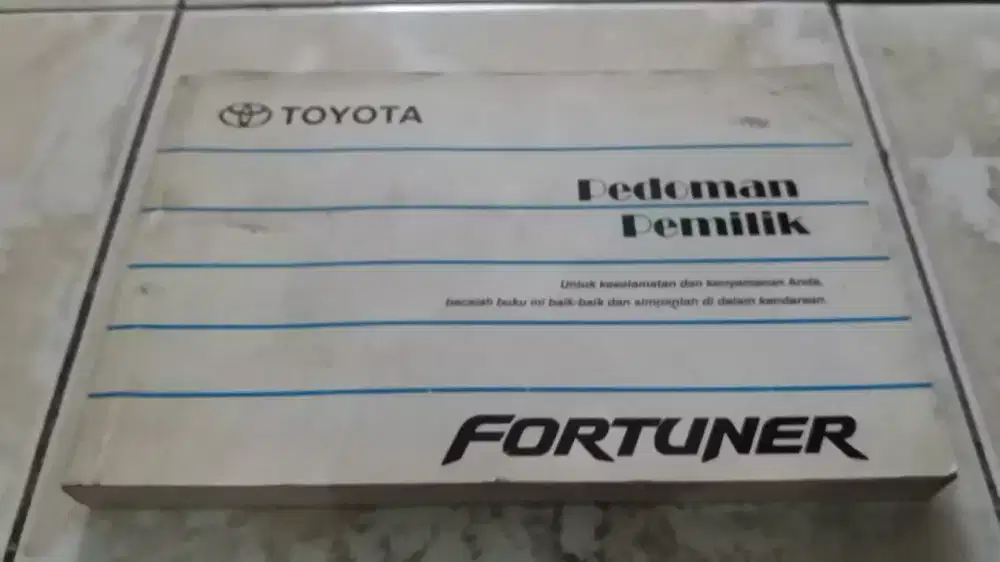 TOYOTA
Pedoman
Pemilik
Untuk keselamatan dan kenyamanan Anda,
bacalah buku ini baik-baik dan simpanlah di dalam kendaraan.
FORTUNER